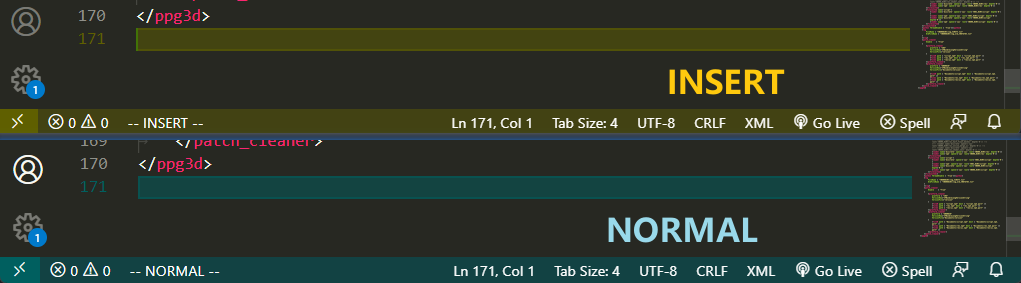 170 </ppg3d>
171
INSERT
1
0 0 -- INSERT -- Ln 171, Col 1 Tab Size: 4 UTF-8 CRLF XML Go Live Spell
169 </patch_cleaner>
170 </ppg3d>
171
NORMAL
1
0 0 -- NORMAL -- Ln 171, Col 1 Tab Size: 4 UTF-8 CRLF XML Go Live Spell